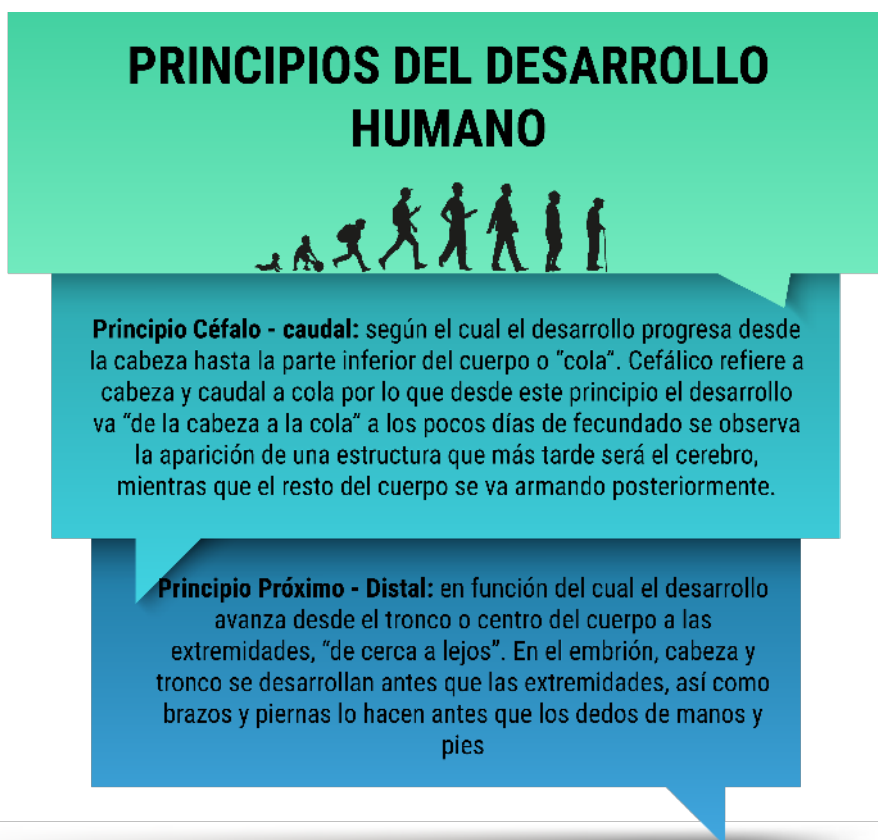 PRINCIPIOS DEL DESARROLLO
HUMANO
Principio Céfalo - caudal: según el cual el desarrollo progresa desde
la cabeza hasta la parte inferior del cuerpo o "cola". Cefálico refiere a
cabeza y caudal a cola por lo que desde este principio el desarrollo
va "de la cabeza a la cola" a los pocos días de fecundado se observa
la aparición de una estructura que más tarde será el cerebro,
mientras que el resto del cuerpo se va armando posteriormente.
Principio Próximo - Distal: en función del cual el desarrollo
avanza desde el tronco o centro del cuerpo a las
extremidades, "de cerca a lejos". En el embrión, cabeza y
tronco se desarrollan antes que las extremidades, así como
brazos y piernas lo hacen antes que los dedos de manos y
pies